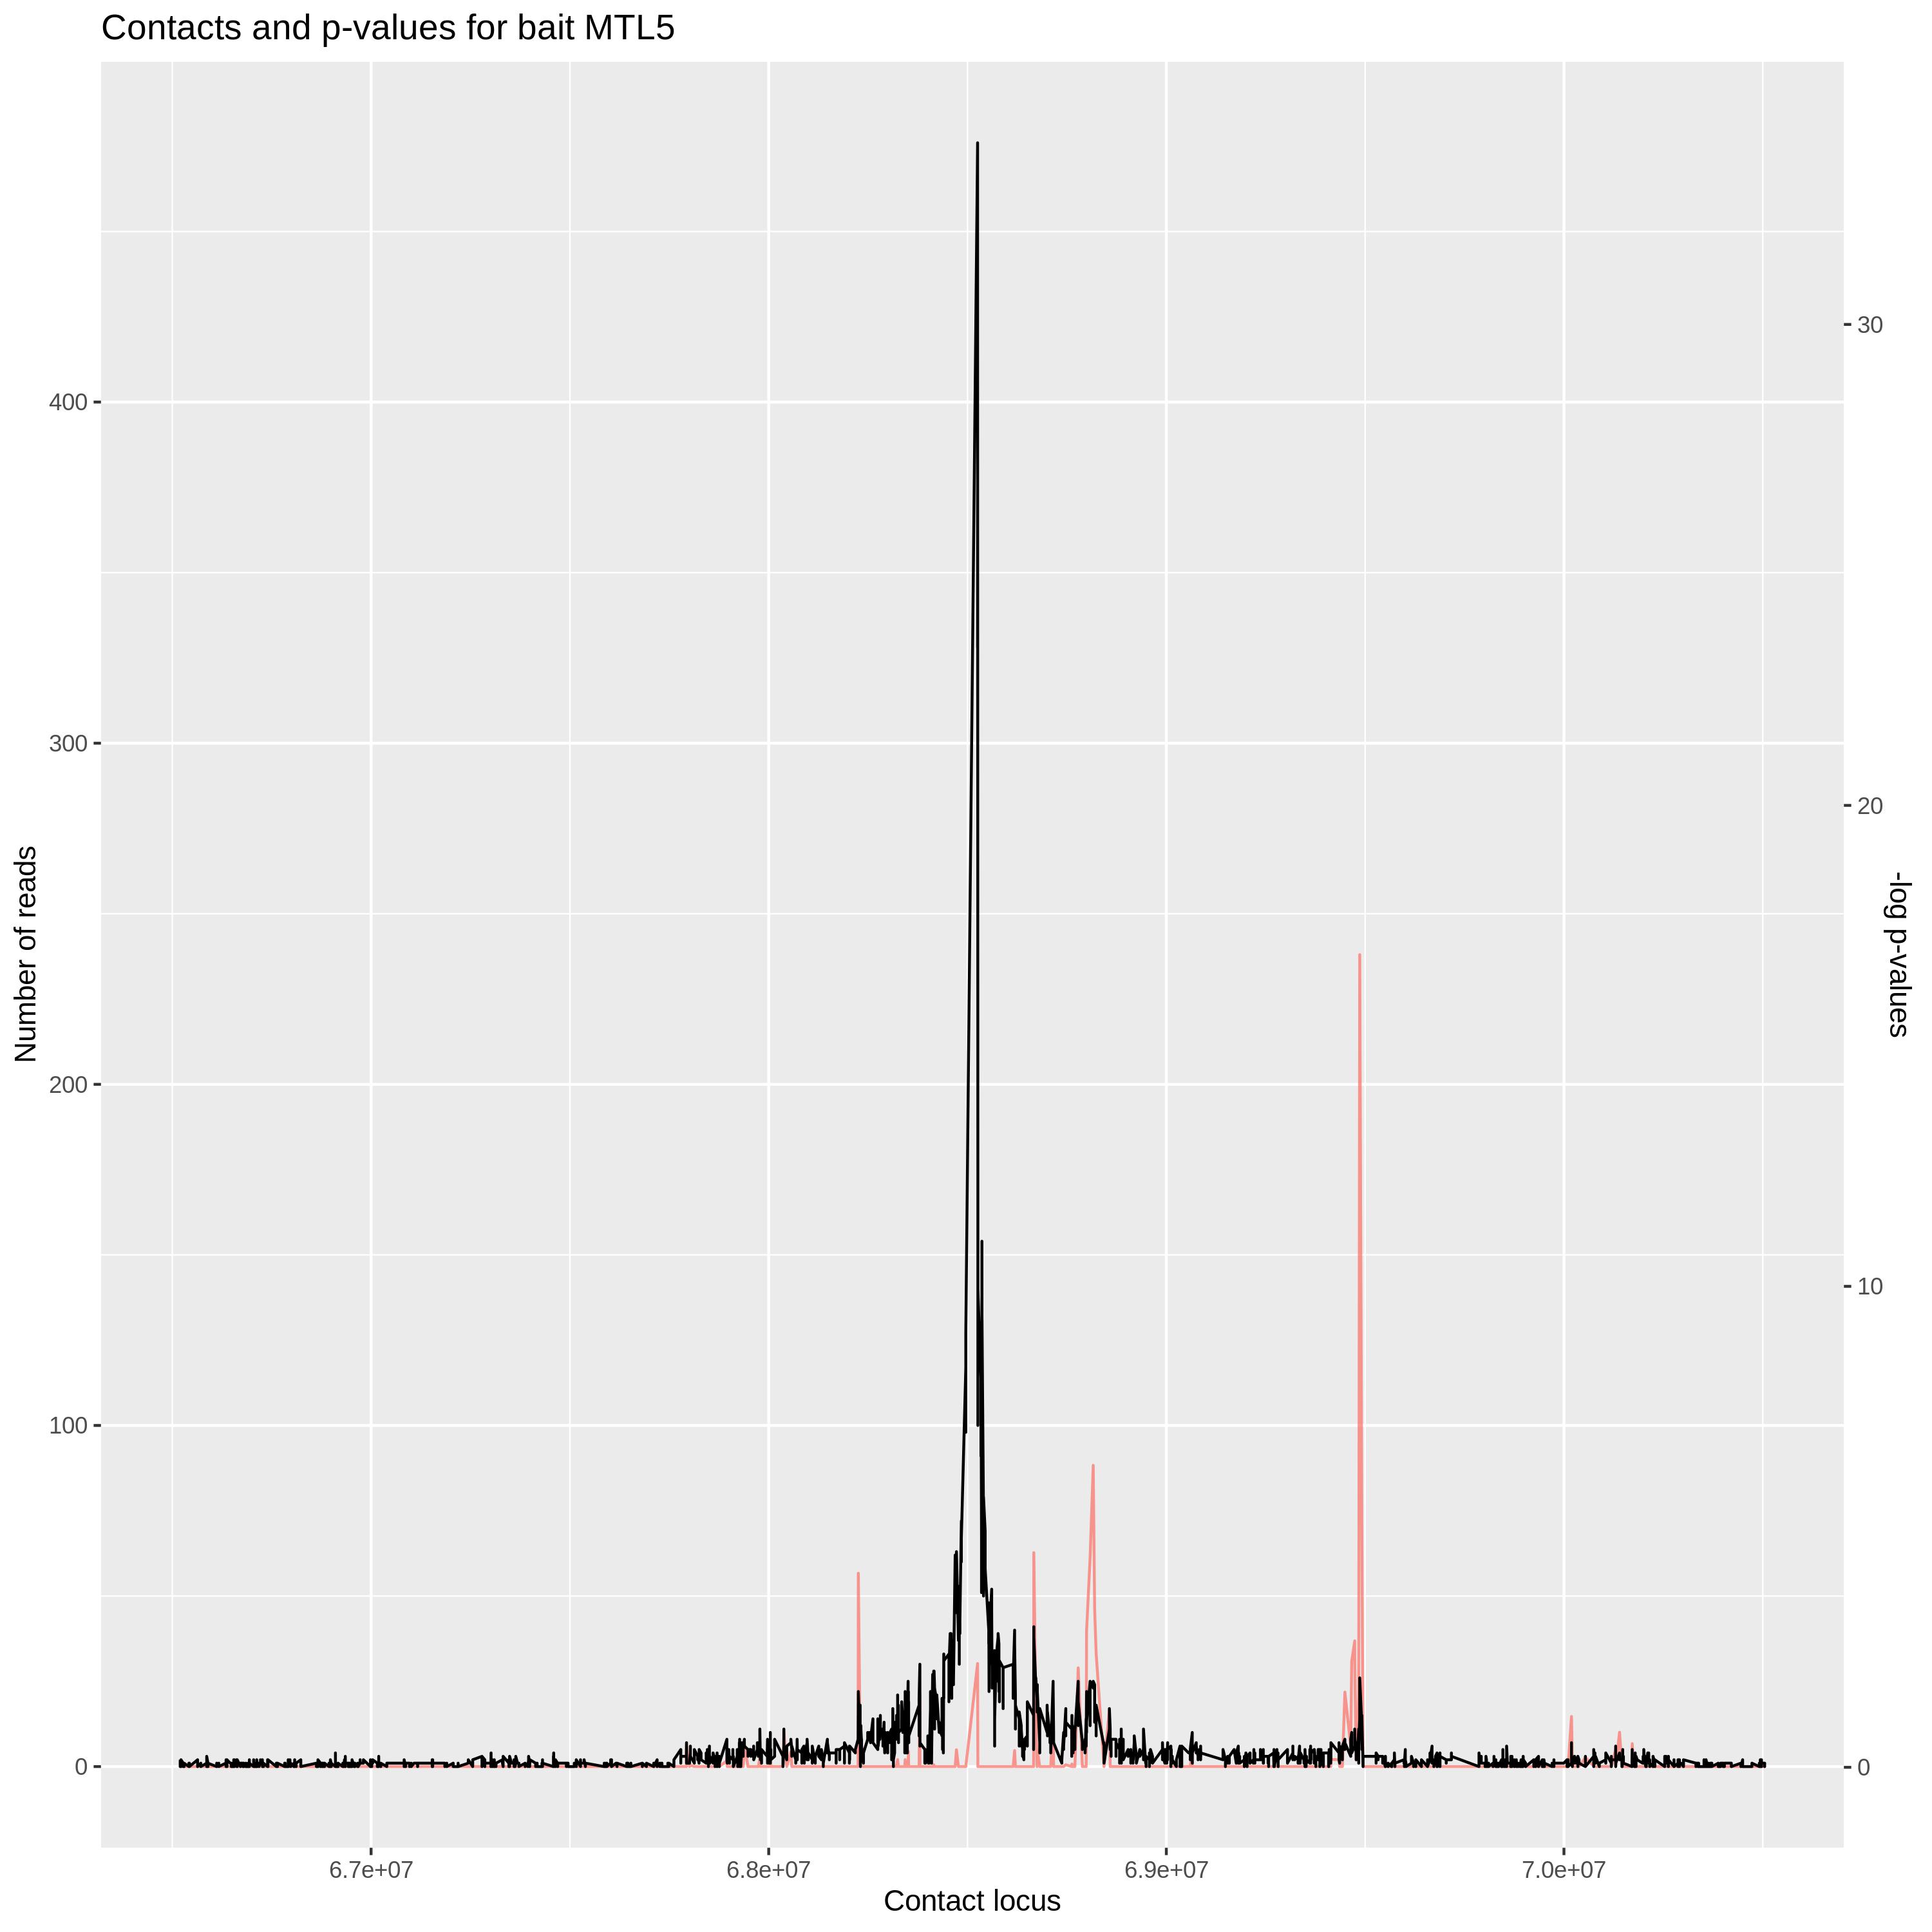 Contacts and p-values for bait MTL5
Number of reads
400
300
200
100
0
30
20
10
0
-log p-values
6.7e+07
6.8e+07
6.9e+07
7.0e+07
Contact locus